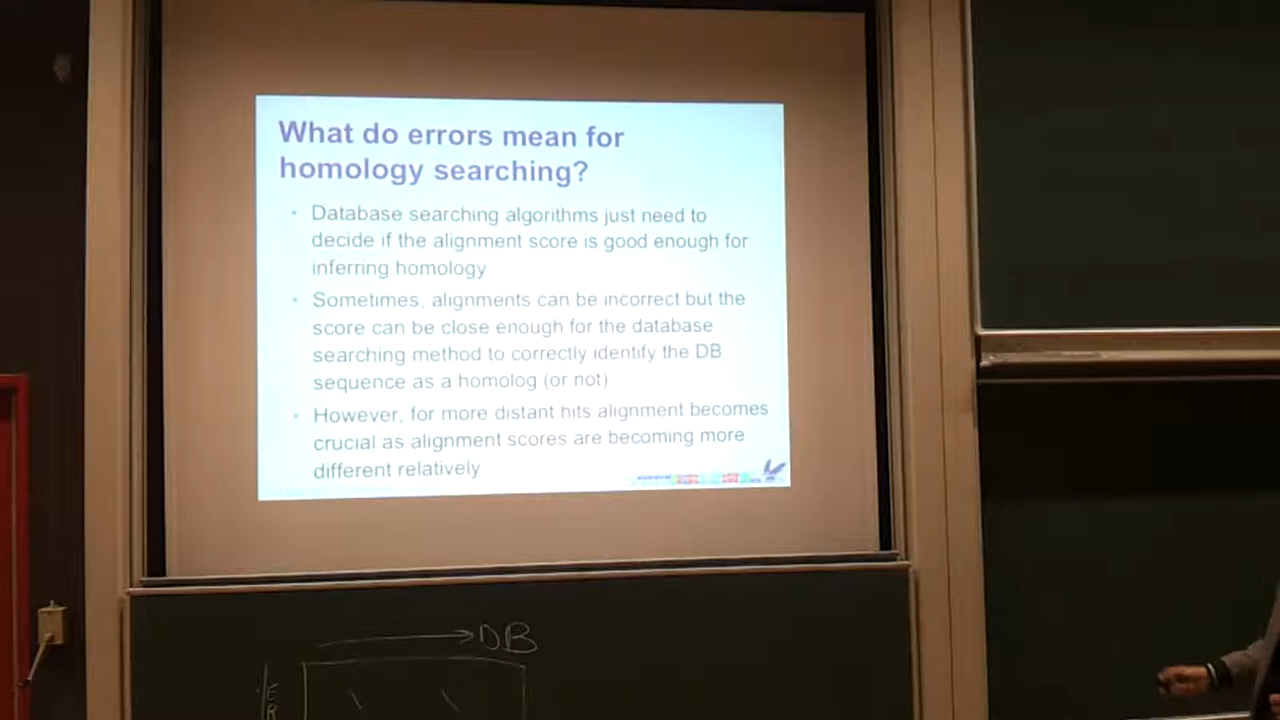 What do errors mean for
homology searching?
• Database searching algorithms just need to
decide if the alignment score is good enough for
inferring homology
• Sometimes, alignments can be incorrect but the
score can be close enough for the database
searching method to correctly identify the DB
sequence as a homolog (or not)
• However, for more distant hits alignment becomes
crucial as alignment scores are becoming more
different relatively
DB